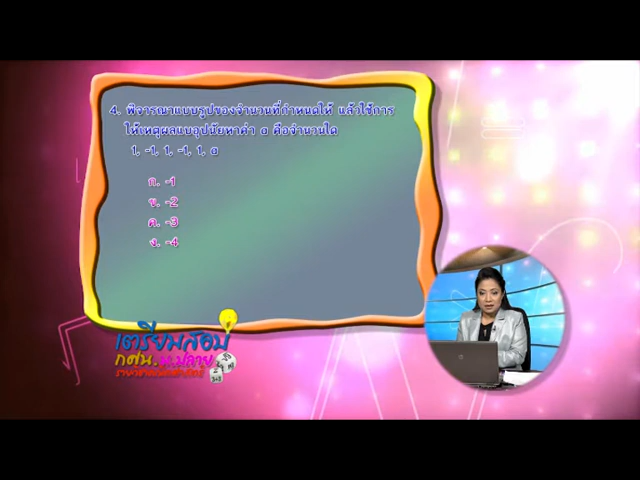 4. พิจารณาแบบรูปของจำนวนที่กำหนดให้ แล้วใช้การ
ให้เหตุผลแบบอุปนัยหาค่า a คือจำนวนใด
1, -1, 1, -1, 1, a
ก. -1
ข. -2
ค. -3
ง. -4
เตรียมสอบ
กศน. ม.ปลาย